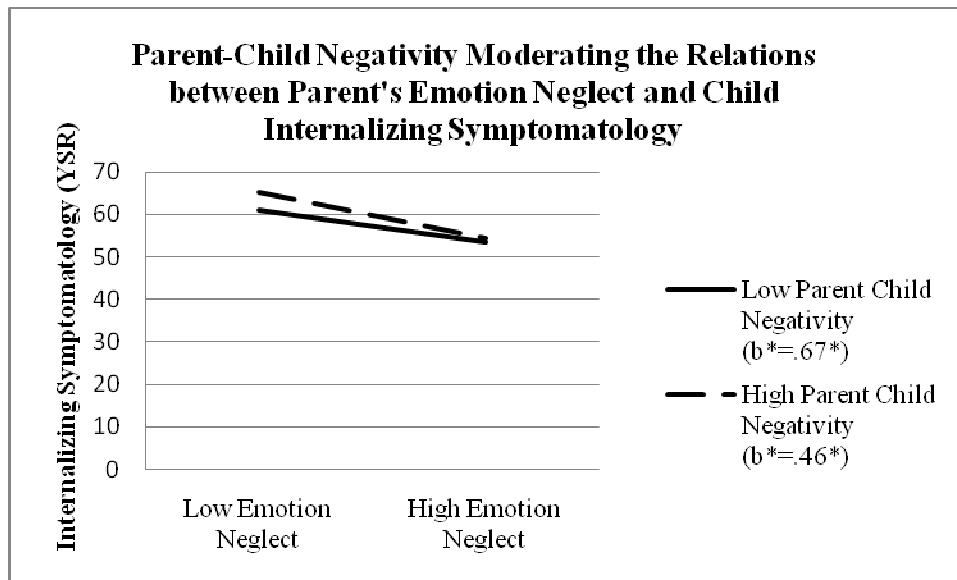 Parent-Child Negativity Moderating the Relations
between Parent's Emotion Neglect and Child
Internalizing Symptomatology
Internalizing Symptomatology (YSR)
70
60
50
40
30
20
10
0
Low Emotion
Neglect
High Emotion
Neglect
Low Parent Child
Negativity
(b*=.67*)
High Parent Child
Negativity
(b*=.46*)